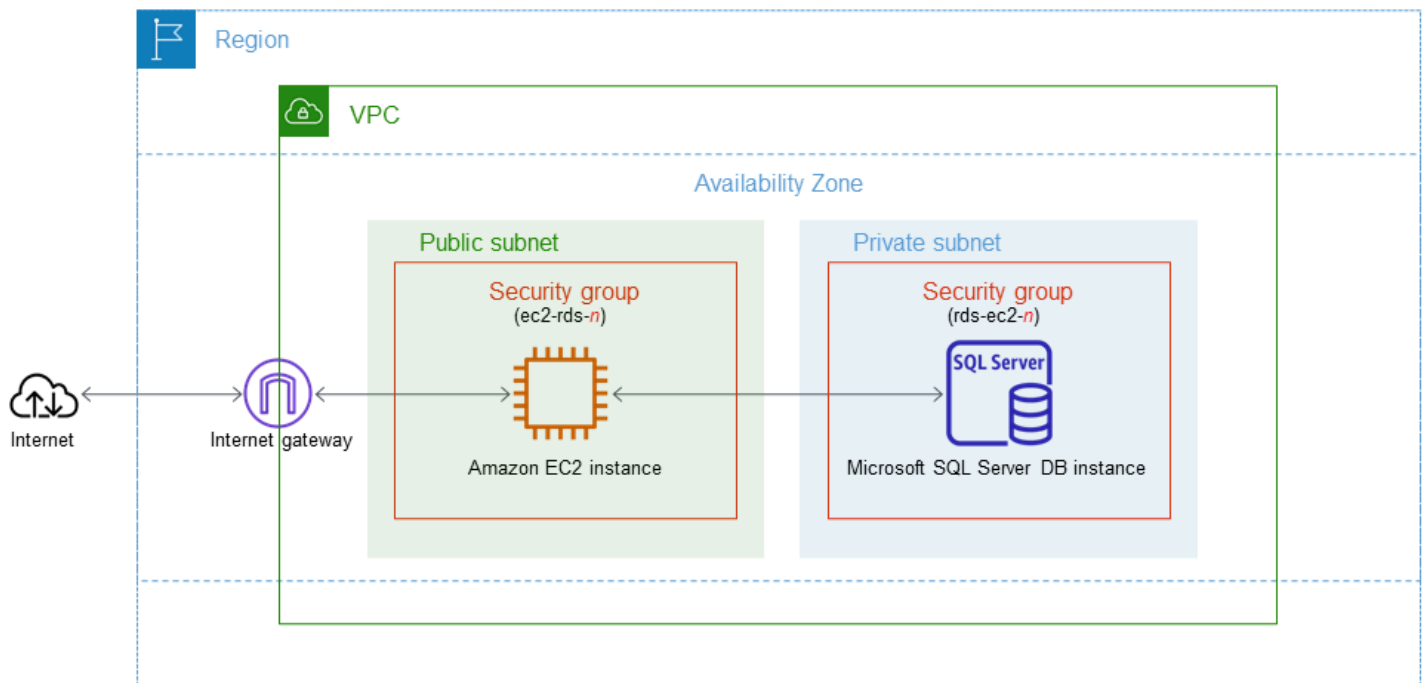 Region
VPC
Availability Zone
Public subnet
Private subnet
Security group
(ec2-rds-n)
Security group
(rds-ec2-n)
SQL Server
Internet
Internet gateway
Amazon EC2 instance
Microsoft SQL Server DB instance